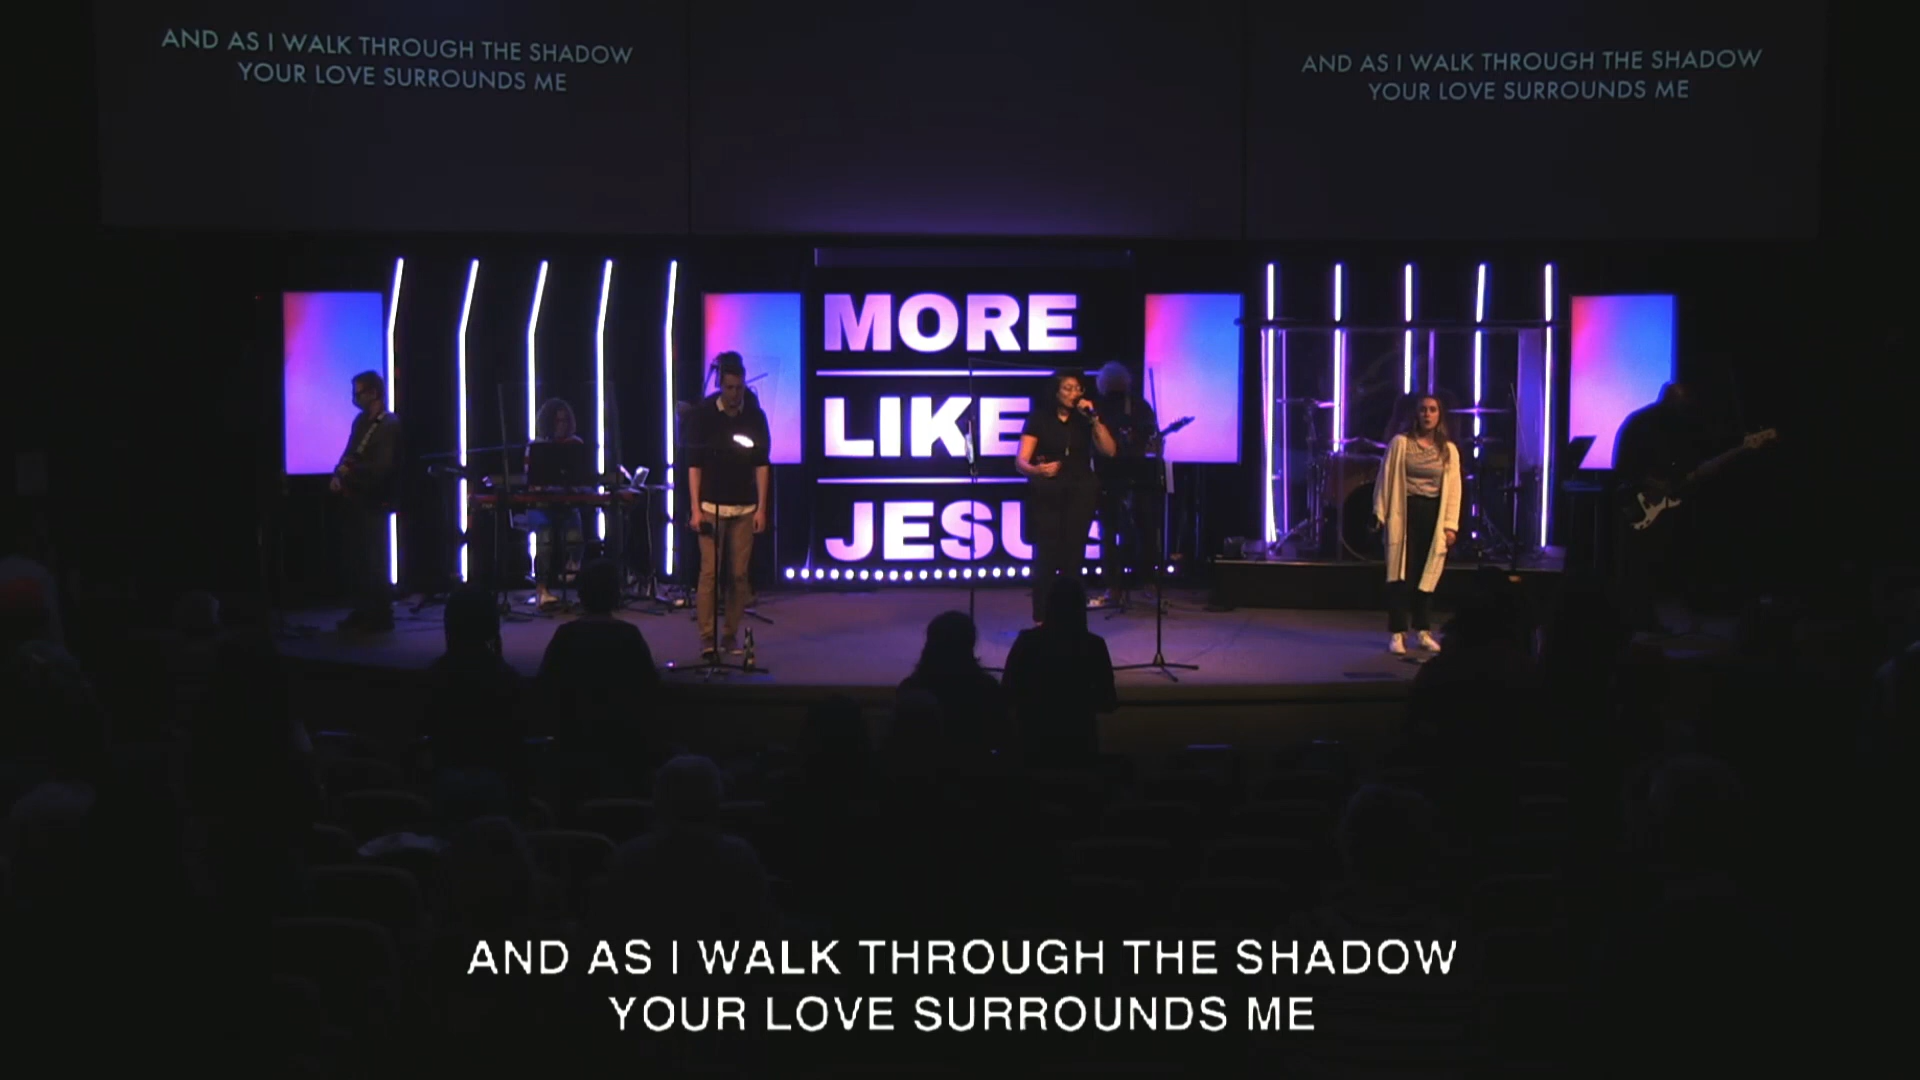 AND AS I WALK THROUGH THE SHADOW
YOUR LOVE SURROUNDS ME
AND AS I WALK THROUGH THE SHADOW
YOUR LOVE SURROUNDS ME
MORE
LIKE
JESUS
AND AS I WALK THROUGH THE SHADOW
YOUR LOVE SURROUNDS ME